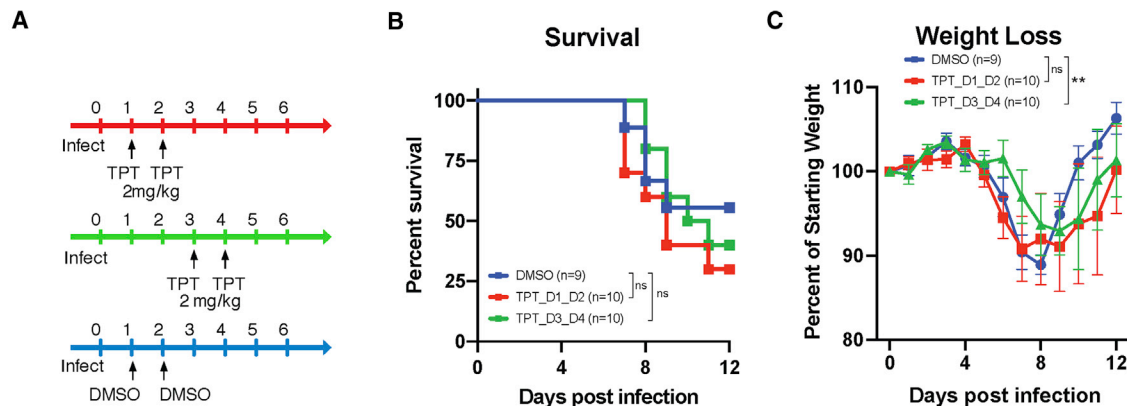 A
0 1 2 3 4 5 6
Infect
TPT TPT
2mg/kg
0 1 2 3 4 5 6
Infect
TPT TPT
2 mg/kg
0 1 2 3 4 5 6
Infect
DMSO DMSO
B
Survival
Percent survival
100
75
50
25
0
DMSO (n=9)
TPT_D1_D2 (n=10)
TPT_D3_D4 (n=10)
ns
ns
0 4 8 12
Days post infection
C
Weight Loss
DMSO (n=9)
TPT_D1_D2 (n=10)
TPT_D3_D4 (n=10)
ns
**
Percent of Starting Weight
110
100
90
80
0 4 8 12
Days post infection